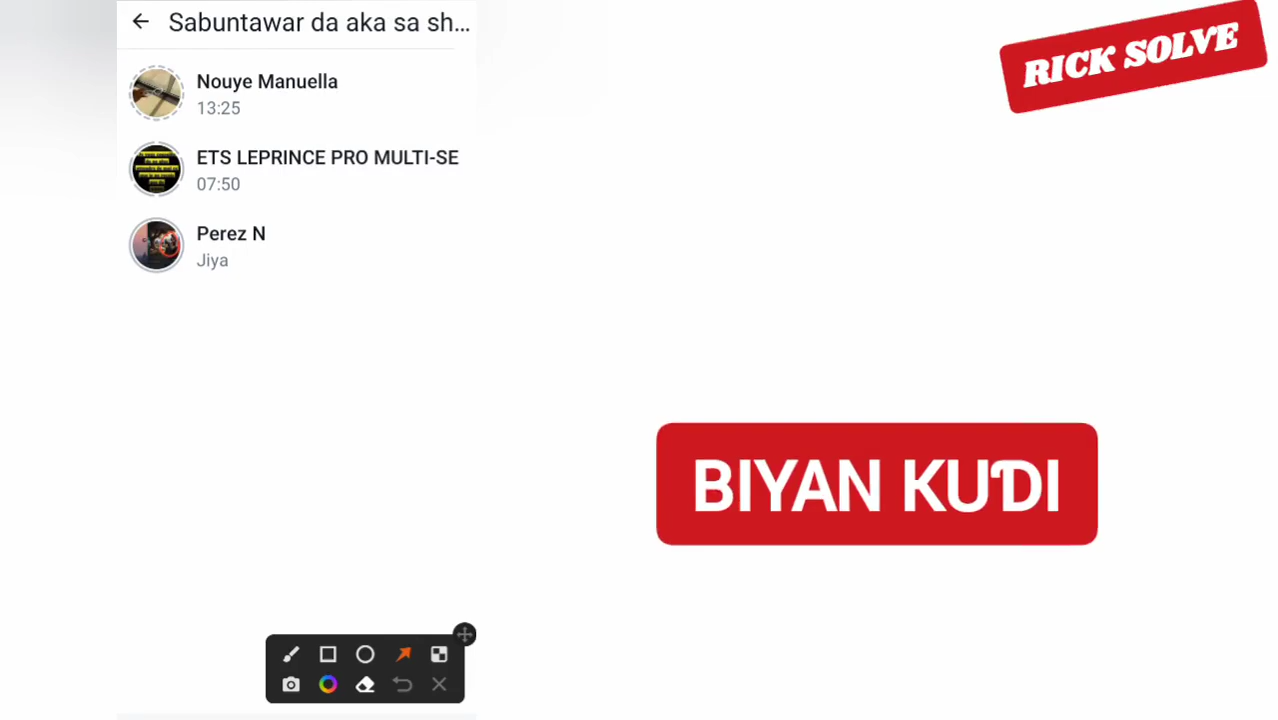 Sabuntawar da aka sa sh...
Nouye Manuella
13:25
ETS LEPRINCE PRO MULTI-SE
07:50
Perez N
Jiya
RICK SOLVE
BIYAN KUƊI